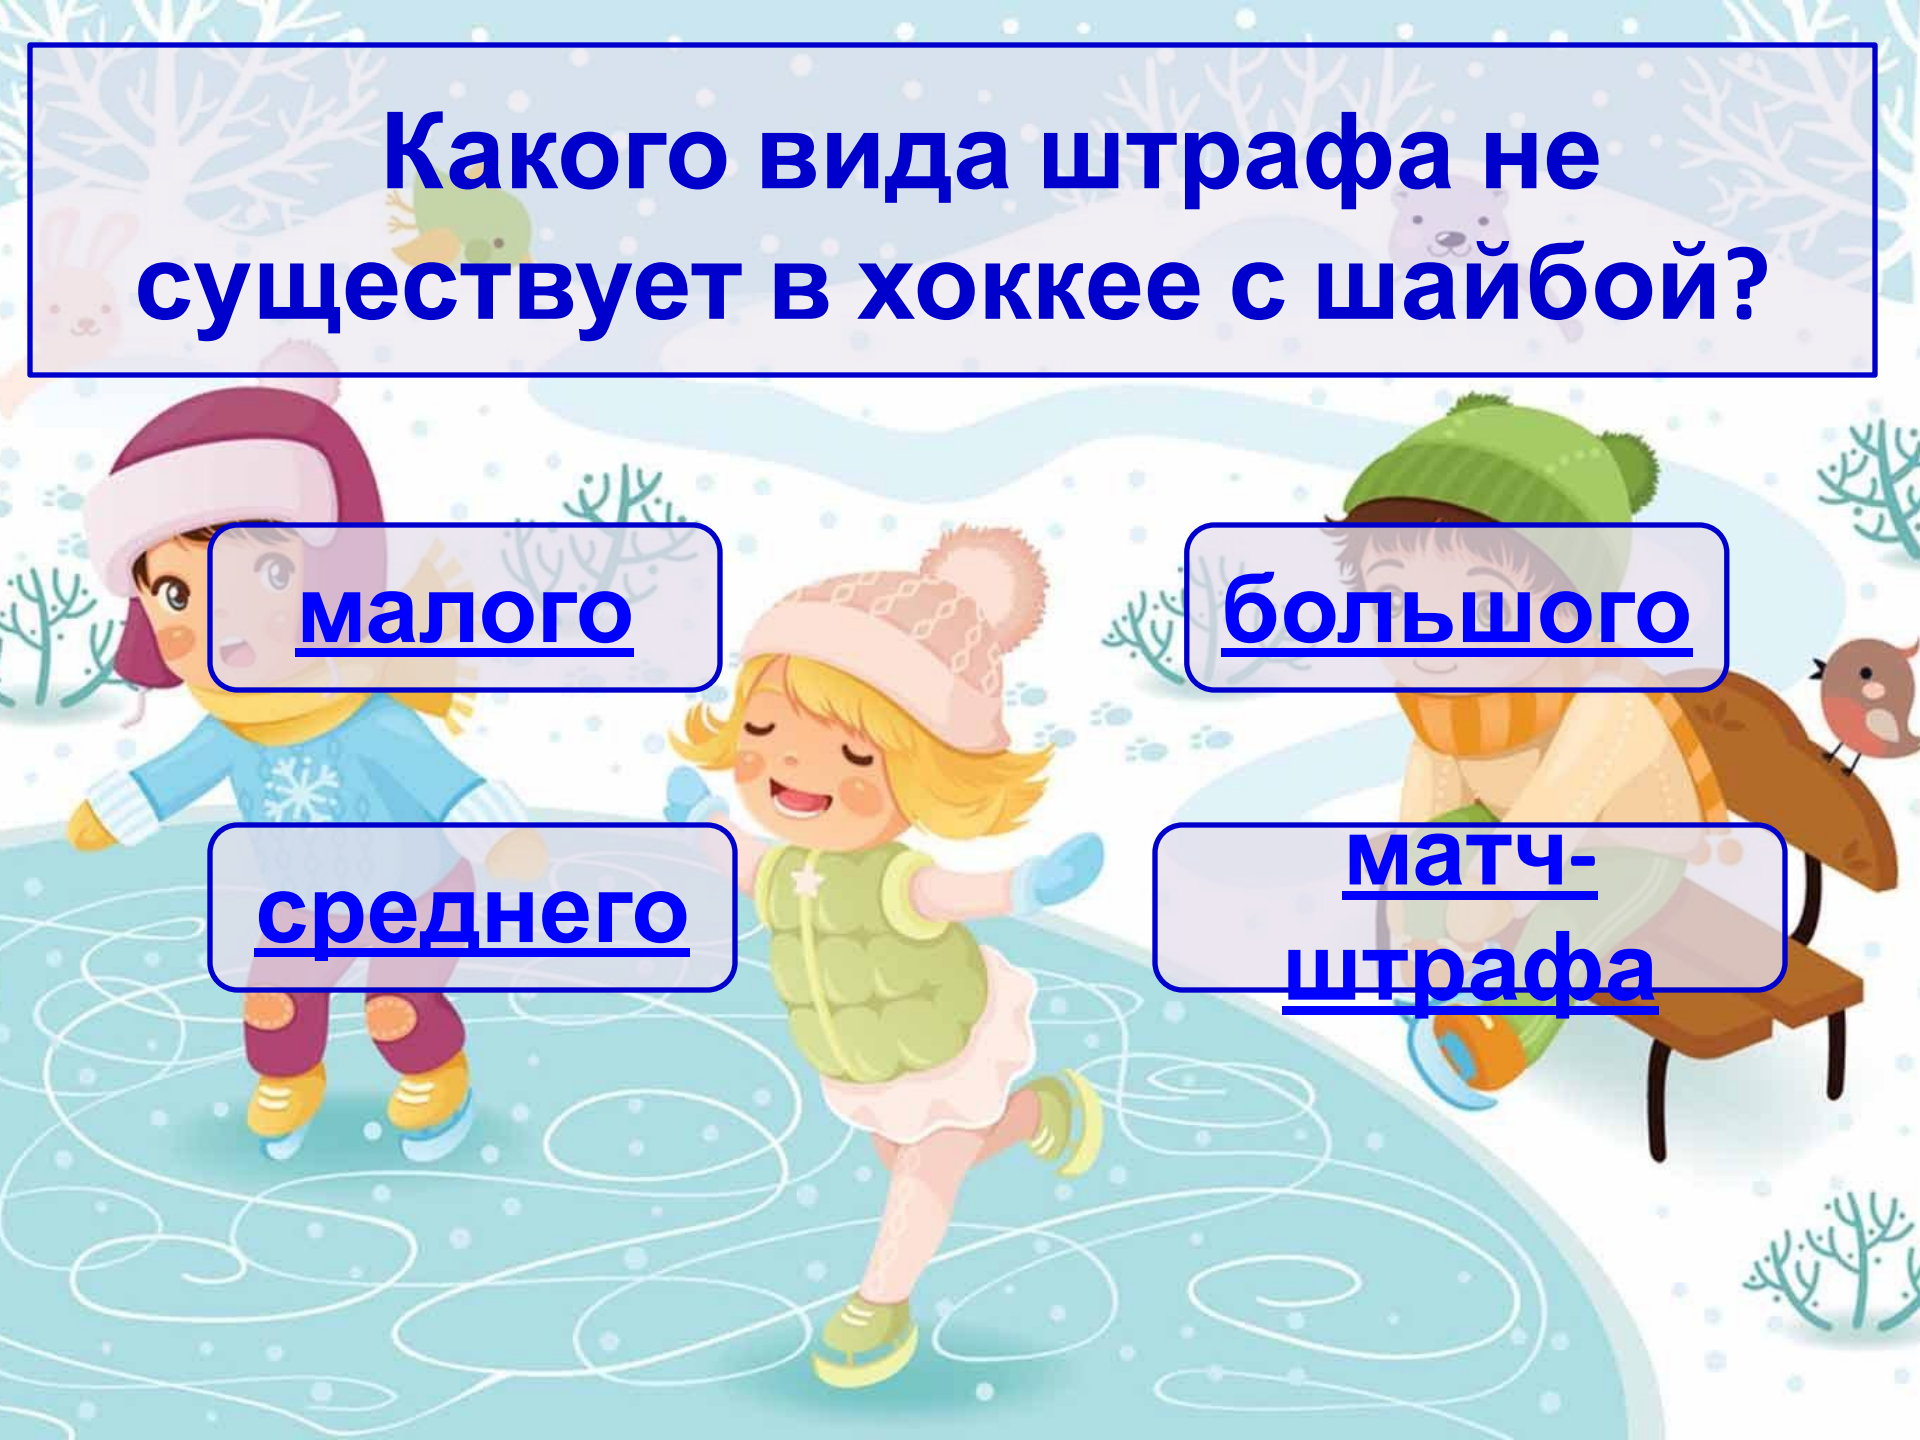 Какого вида штрафа не
существует в хоккее с шайбой?
малого
большого
среднего
матч-
штрафа